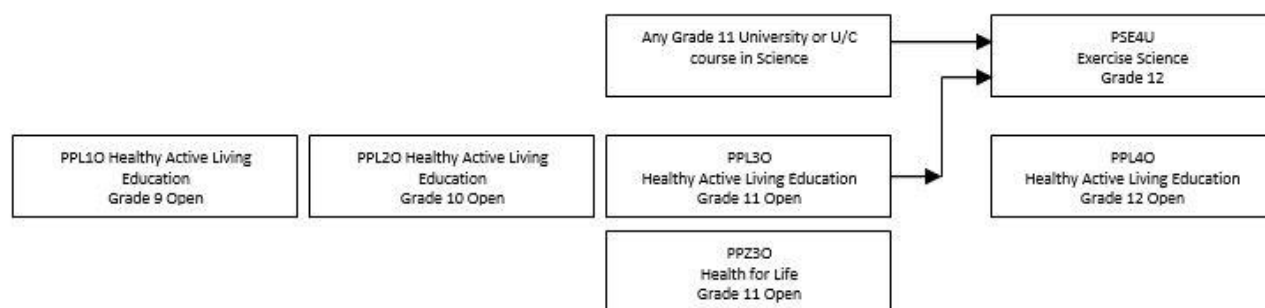 Any Grade 11 University or U/C
course in Science
PSE4U
Exercise Science
Grade 12
PPL1O Healthy Active Living
Education
Grade 9 Open
PPL2O Healthy Active Living
Education
Grade 10 Open
PPL3O
Healthy Active Living Education
Grade 11 Open
PPL4O
Healthy Active Living Education
Grade 12 Open
PPZ3O
Health for Life
Grade 11 Open